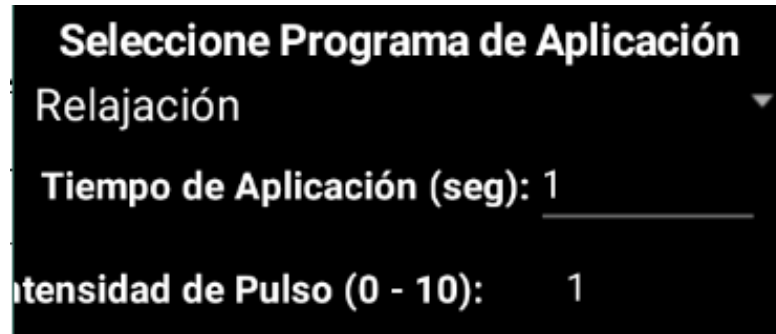 Seleccione Programa de Aplicación
Relajación
Tiempo de Aplicación (seg): 1
ntensidad de Pulso (0 - 10): 1